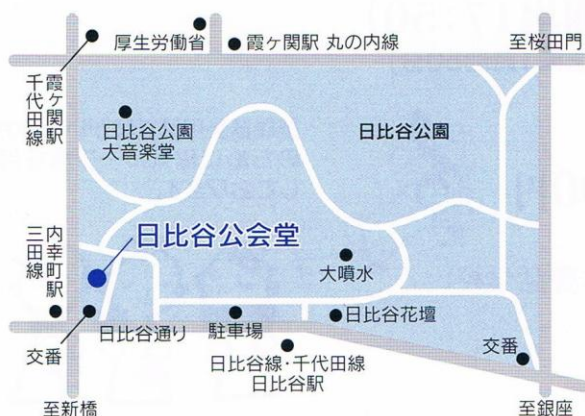 厚生労働省
霞ヶ関駅 丸の内線
至桜田門
霞ヶ関駅
千代田線
日比谷公園
大音楽堂
日比谷公園
日比谷公会堂
内幸町駅
三田線
大噴水
交番
日比谷通り
駐車場
日比谷花壇
日比谷線・千代田線
日比谷駅
交番
至新橋
至銀座